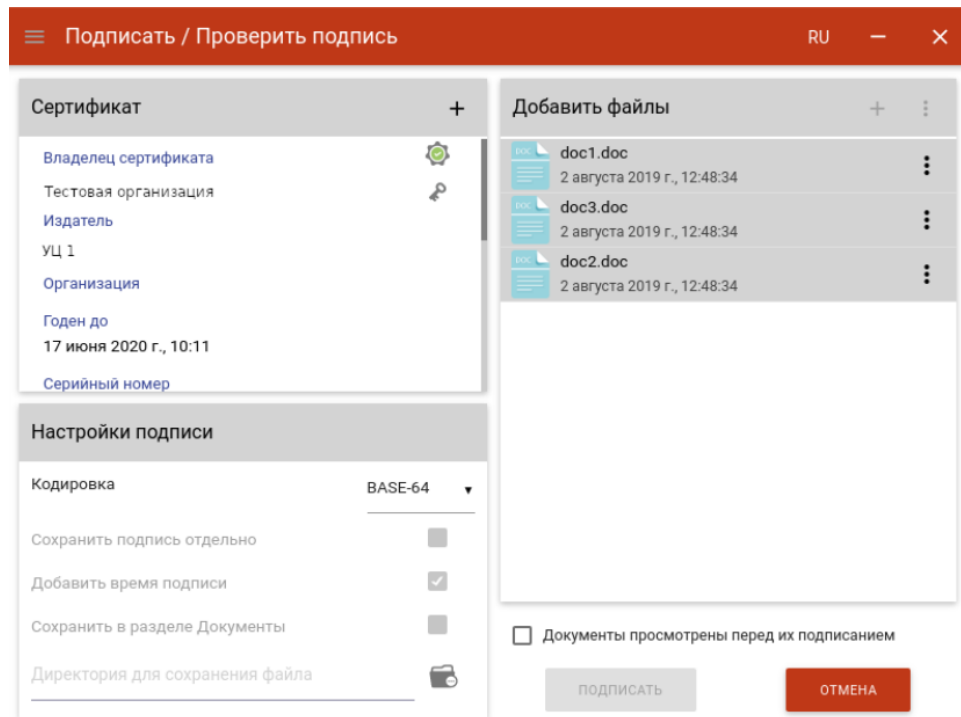 Подписать / Проверить подпись
RU
Сертификат
Владелец сертификата
Тестовая организация
Издатель
УЦ 1
Организация
Годен до
17 июня 2020 г., 10:11
Серийный номер
Настройки подписи
Кодировка
BASE-64
Сохранить подпись отдельно
Добавить время подписи
Сохранить в разделе Документы
Директория для сохранения файла
Добавить файлы
DOC
doc1.doc
2 августа 2019 г., 12:48:34
DOC
doc3.doc
2 августа 2019 г., 12:48:34
DOC
doc2.doc
2 августа 2019 г., 12:48:34
Документы просмотрены перед их подписанием
ПОДПИСАТЬ
ОТМЕНА